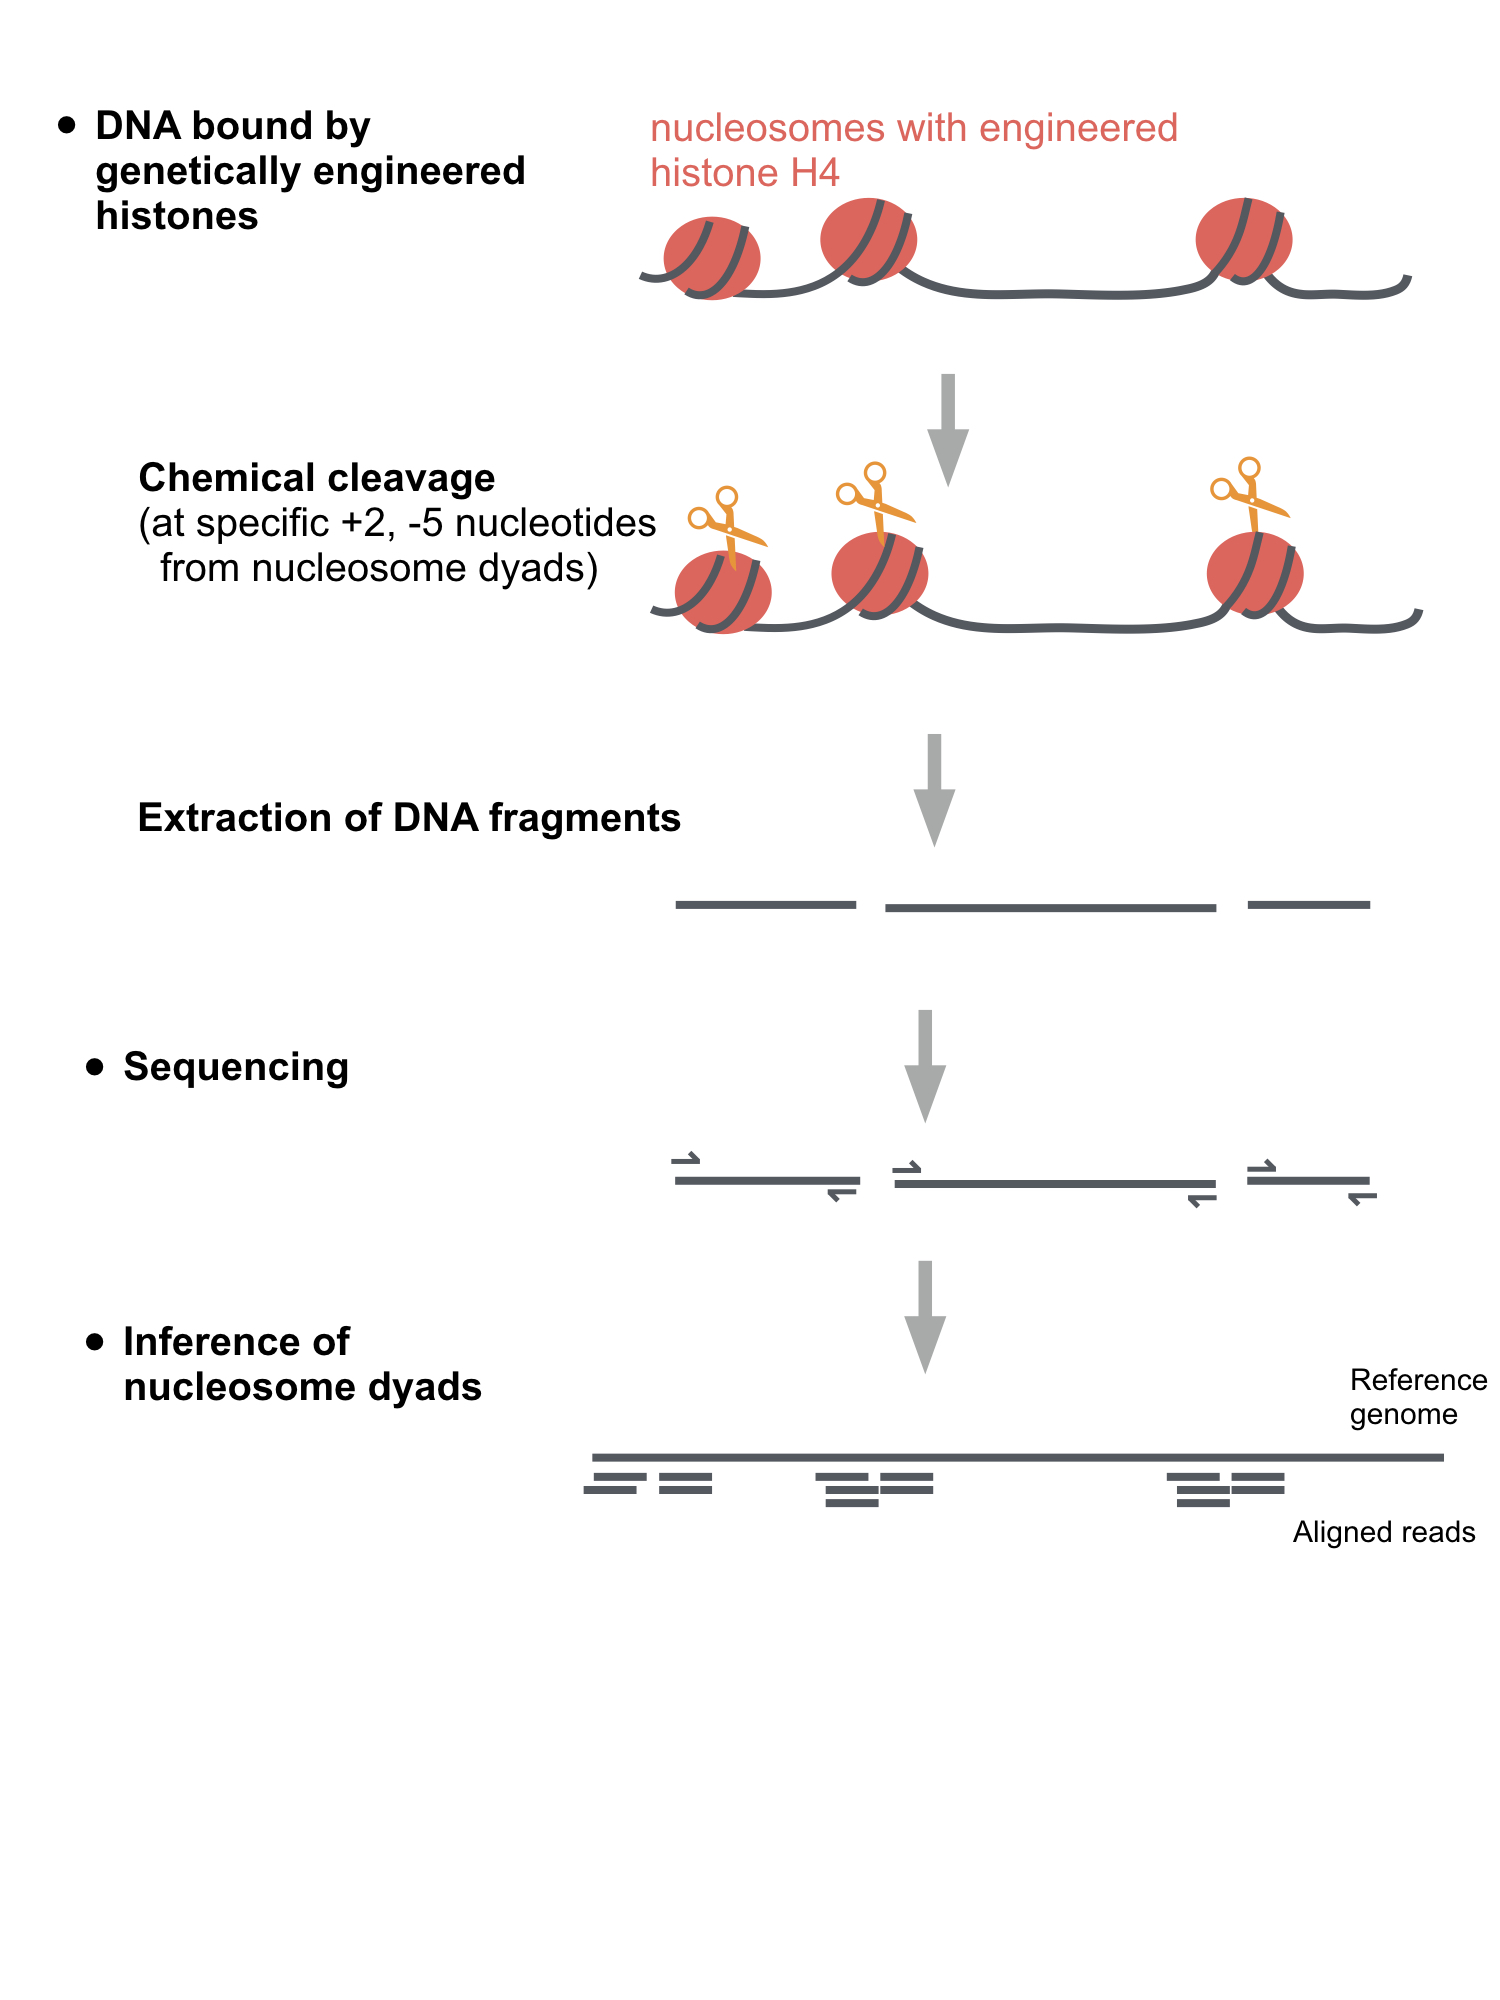 • DNA bound by
genetically engineered
histones
nucleosomes with engineered
histone H4
Chemical cleavage
(at specific +2, -5 nucleotides
from nucleosome dyads)
Extraction of DNA fragments
• Sequencing
• Inference of
nucleosome dyads
Reference
genome
Aligned reads